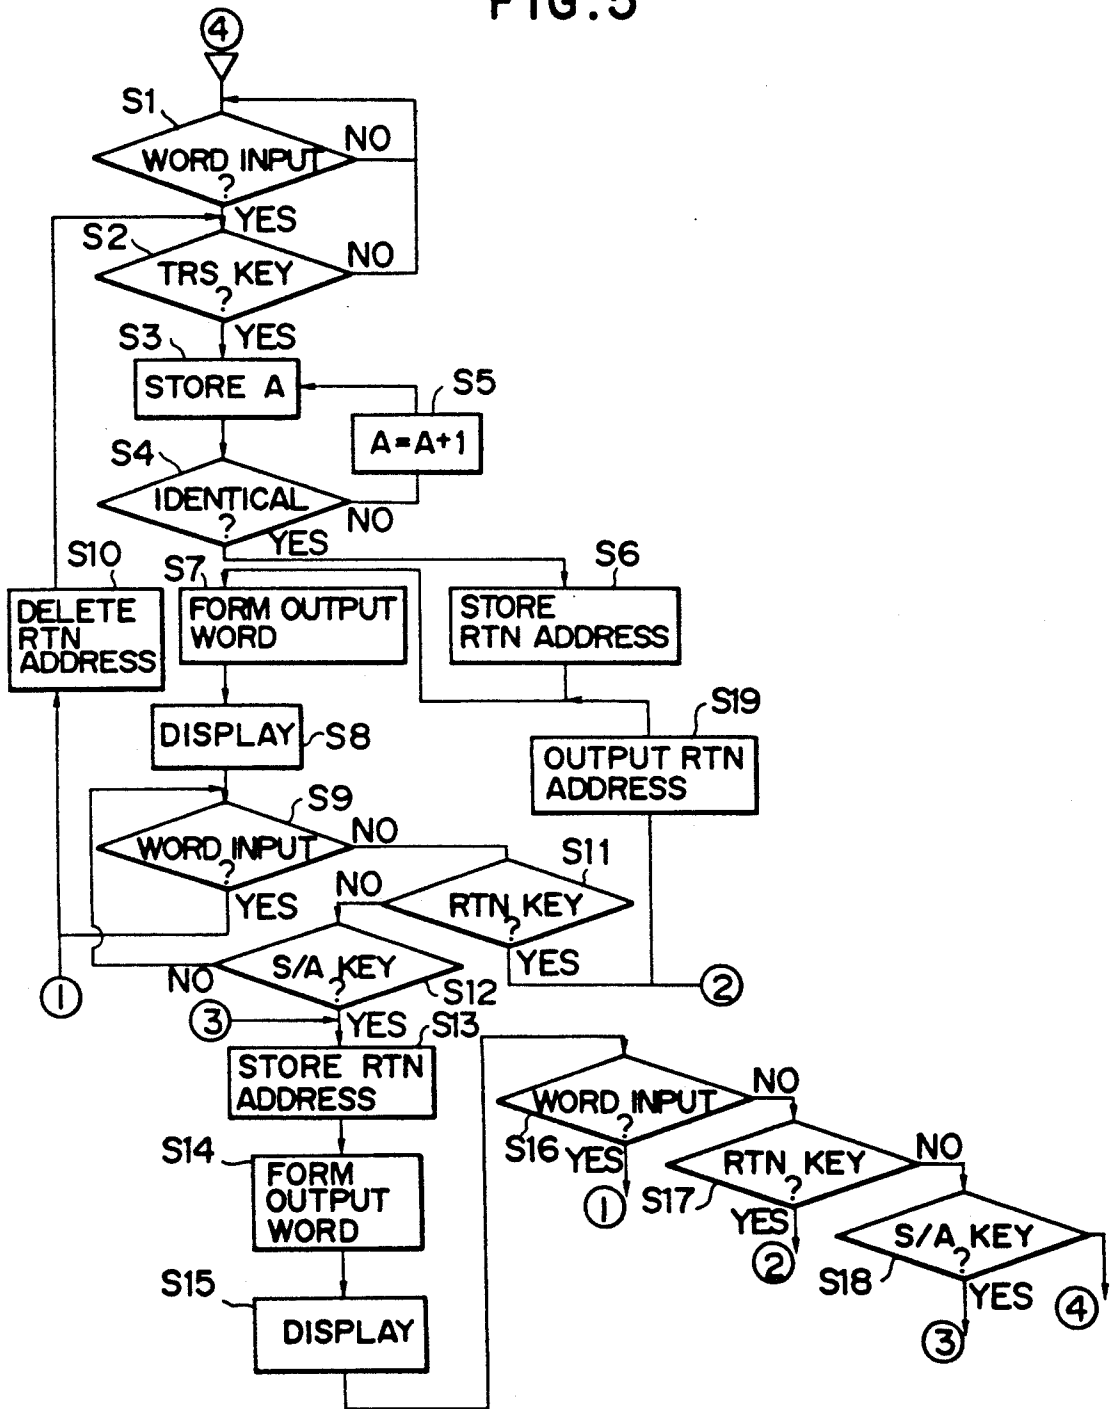 FIG.5
4
S1
WORD INPUT
?
NO
YES
S2
TRS KEY
?
NO
YES
S3
STORE A
S5
A=A+1
S4
IDENTICAL
?
NO
YES
S10
DELETE
RTN
ADDRESS
S7
FORM OUTPUT
WORD
S6
STORE
RTN ADDRESS
DISPLAY
S8
S19
OUTPUT RTN
ADDRESS
S9
WORD INPUT
?
NO
YES
S11
RTN KEY
?
NO
YES
S/A KEY
?
NO
S12
1
2
3
YES
S13
STORE RTN
ADDRESS
S14
FORM
OUTPUT
WORD
S15
DISPLAY
WORD INPUT
?
NO
S16
YES
1
RTN KEY
?
NO
S17
YES
2
S/A KEY
?
S18
YES
3
4